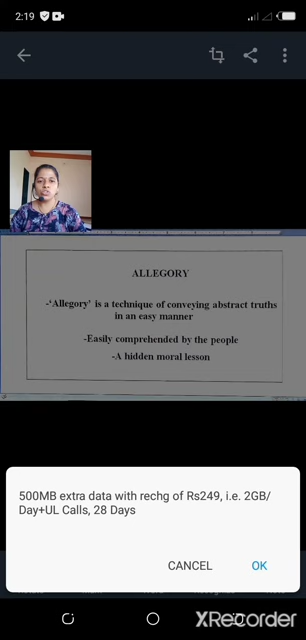 2:19
ALLEGORY
-'Allegory' is a technique of conveying abstract truths
in an easy manner
-Easily comprehended by the people
-A hidden moral lesson
500MB extra data with rechg of Rs249, i.e. 2GB/
Day+UL Calls, 28 Days
CANCEL OK
XRecorder